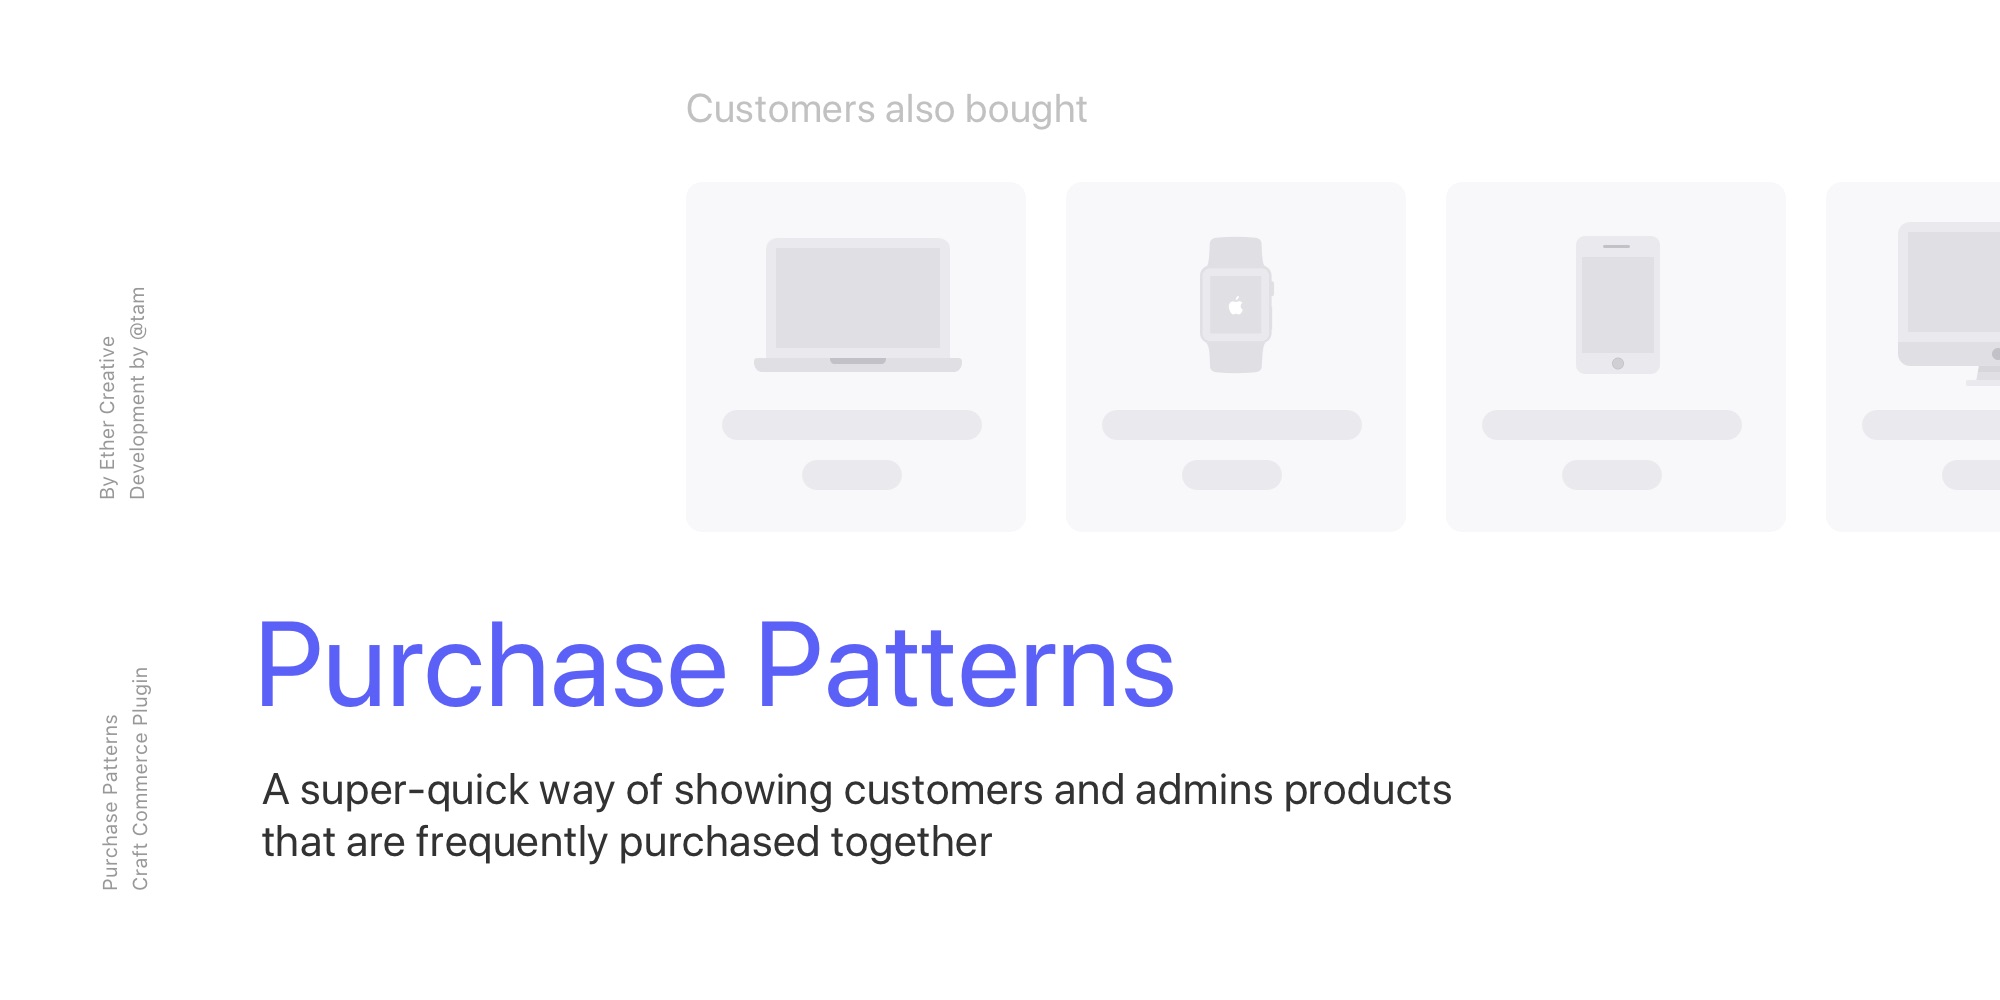 Customers also bought
By Ether Creative
Development by @tam
Purchase Patterns
A super-quick way of showing customers and admins products
that are frequently purchased together
Purchase Patterns
Craft Commerce Plugin